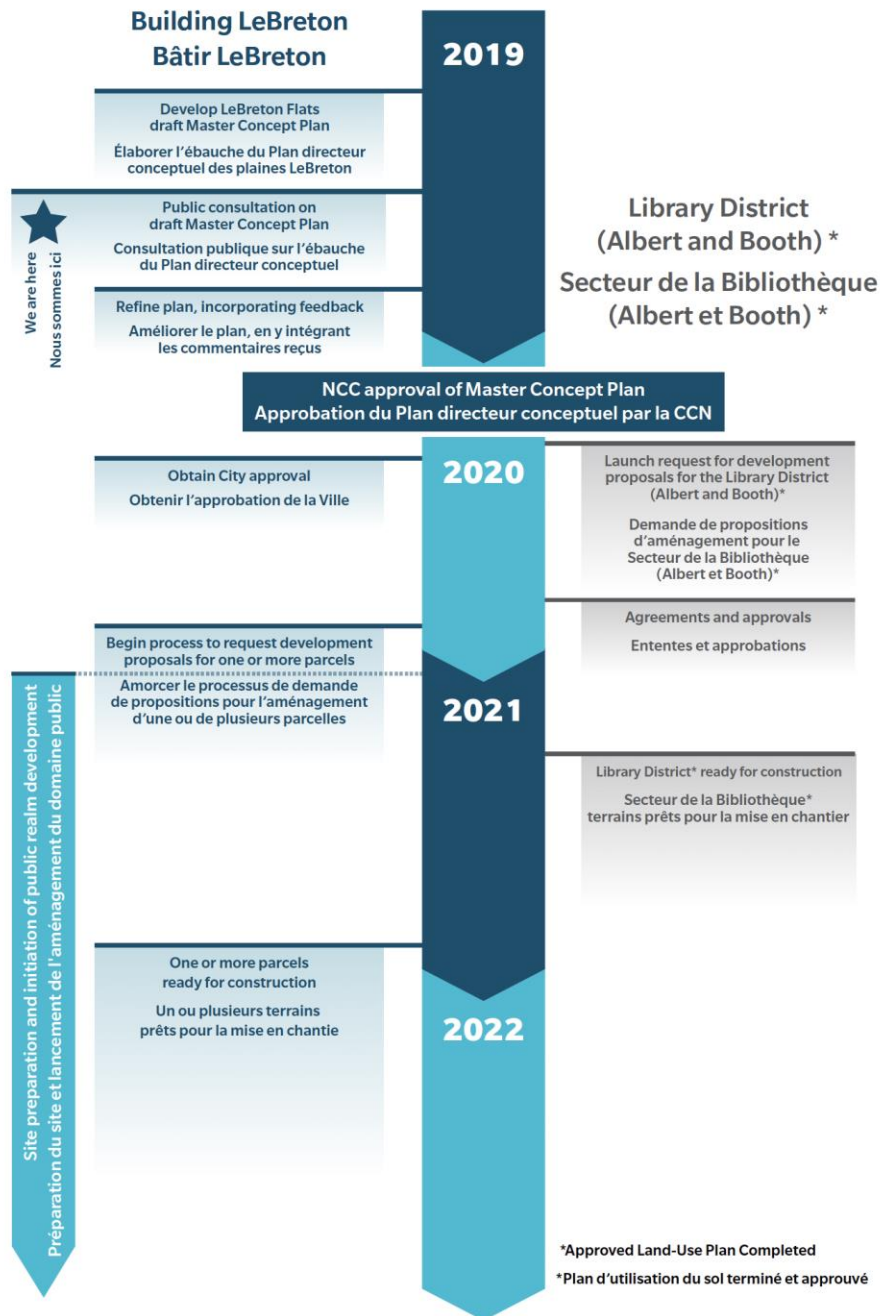 Building LeBreton
Bâtir LeBreton
2019
Develop LeBreton Flats
draft Master Concept Plan
Élaborer l'ébauche du Plan directeur
conceptuel des plaines LeBreton
We are here
Nous sommes ici
Public consultation on
draft Master Concept Plan
Consultation publique sur l'ébauche
du Plan directeur conceptuel
Refine plan, incorporating feedback
Améliorer le plan, en y intégrant
les commentaires reçus
Library District
(Albert and Booth) *
Secteur de la Bibliothèque
(Albert et Booth) *
NCC approval of Master Concept Plan
Approbation du Plan directeur conceptuel par la CCN
2020
Obtain City approval
Obtenir l'approbation de la Ville
Launch request for development
proposals for the Library District
(Albert and Booth)*
Demande de propositions
d'aménagement pour le
Secteur de la Bibliothèque
(Albert et Booth)*
Agreements and approvals
Ententes et approbations
Begin process to request development
proposals for one or more parcels
Amorcer le processus de demande
de propositions pour l'aménagement
d'une ou de plusieurs parcelles
2021
Library District* ready for construction
Secteur de la Bibliothèque*
terrains prêts pour la mise en chantier
Site preparation and initiation of public realm development
Préparation du site et lancement de l'aménagement du domaine public
One or more parcels
ready for construction
Un ou plusieurs terrains
prêts pour la mise en chantie
2022
*Approved Land-Use Plan Completed
*Plan d'utilisation du sol terminé et approuvé